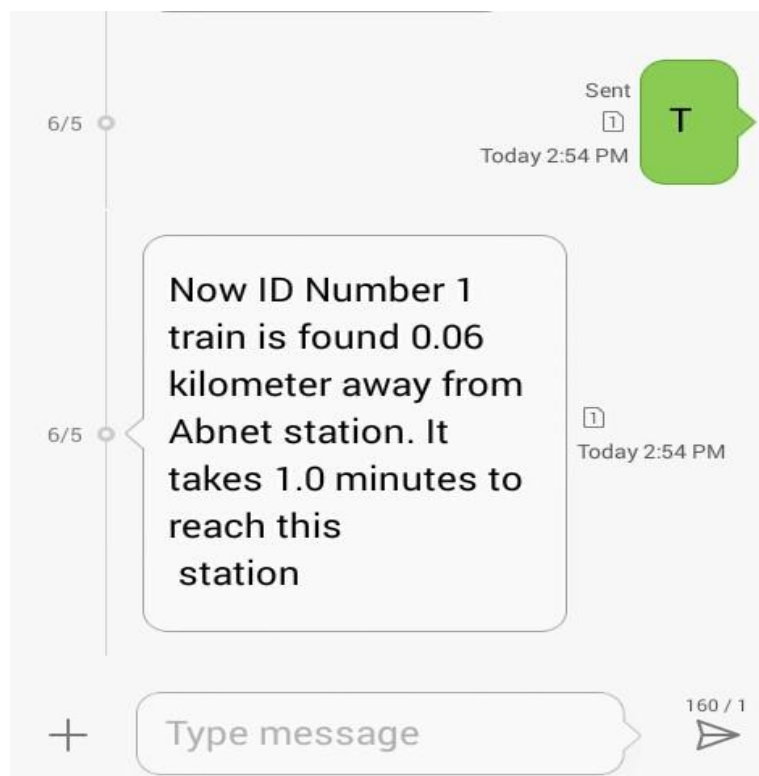 Sent
6/5
1
T
Today 2:54 PM
Now ID Number 1
train is found 0.06
kilometer away from
Abnet station. It
takes 1.0 minutes to
reach this
station
6/5
1
Today 2:54 PM
160 / 1
Type message